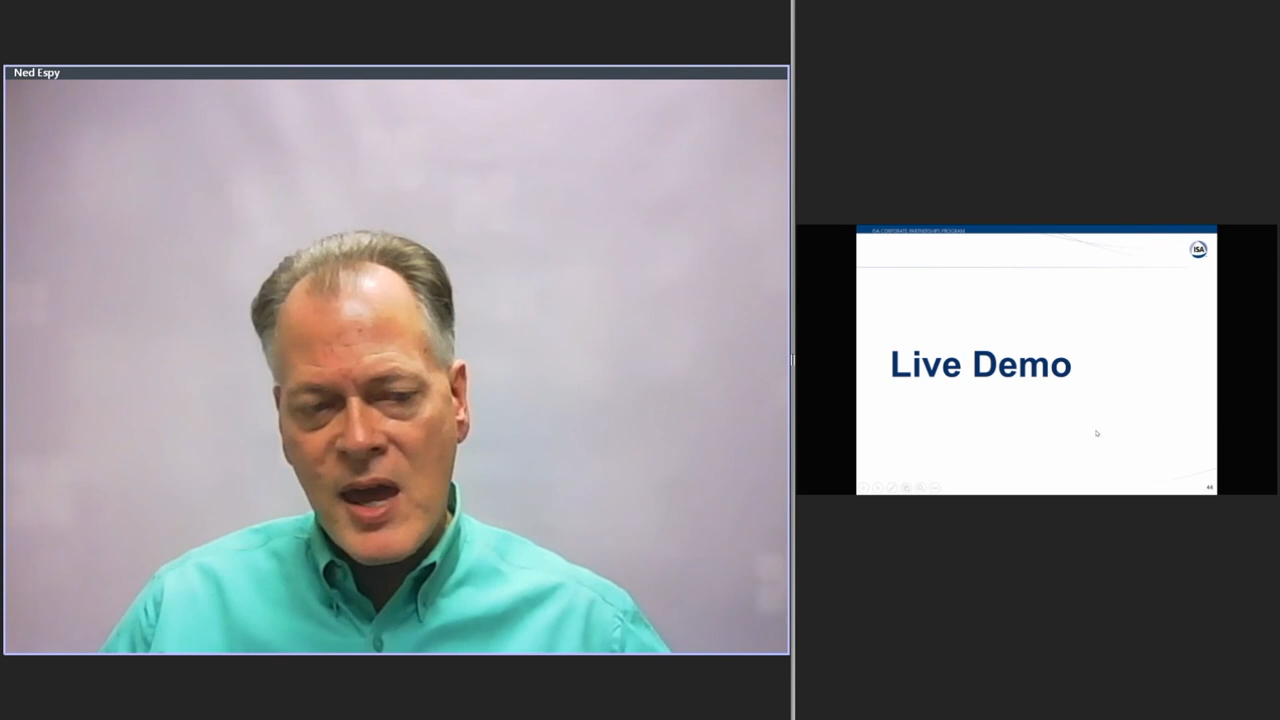 Ned Espy
ISA CORPORATE PARTNERSHIPS PROGRAM
ISA
Live Demo
44